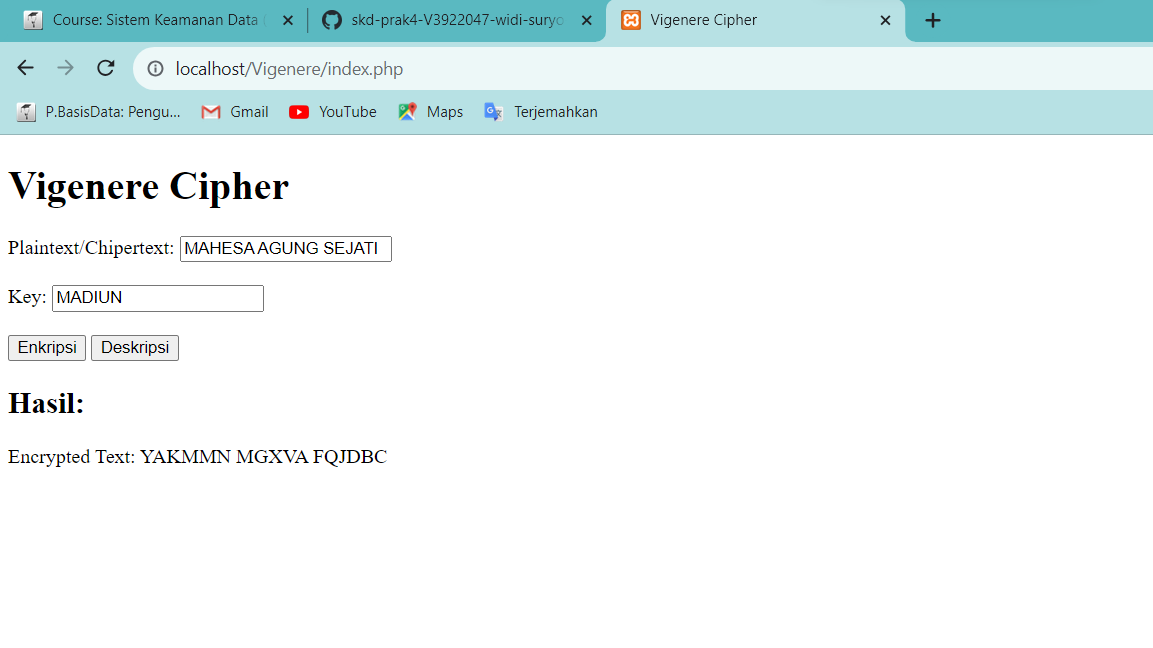 Course: Sistem Keamanan Data
skd-prak4-V3922047-widi-suryo
Vigenere Cipher
localhost/Vigenere/index.php
P.BasisData: Pengu...
Gmail
YouTube
Maps
Terjemahkan
Vigenere Cipher
Plaintext/Chipertext: MAHESA AGUNG SEJATI
Key: MADIUN
Enkripsi Deskripsi
Hasil:
Encrypted Text: YAKMMN MGXVA FQJDBC